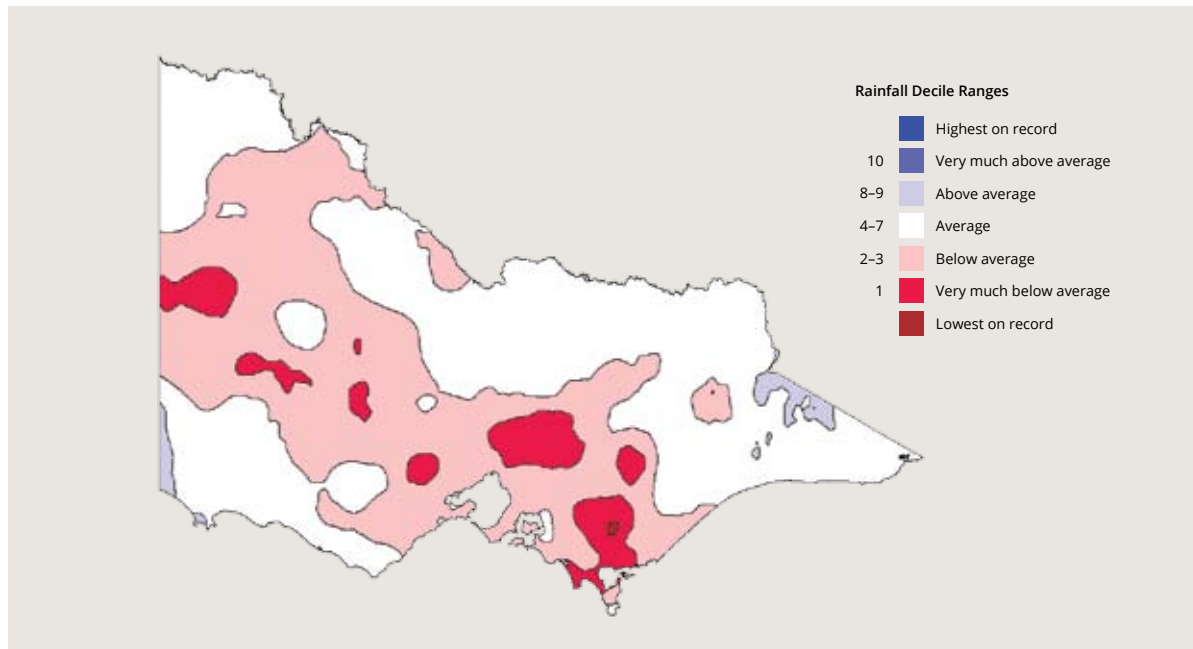 Rainfall Decile Ranges
Highest on record
10 Very much above average
8–9 Above average
4–7 Average
2–3 Below average
1 Very much below average
Lowest on record